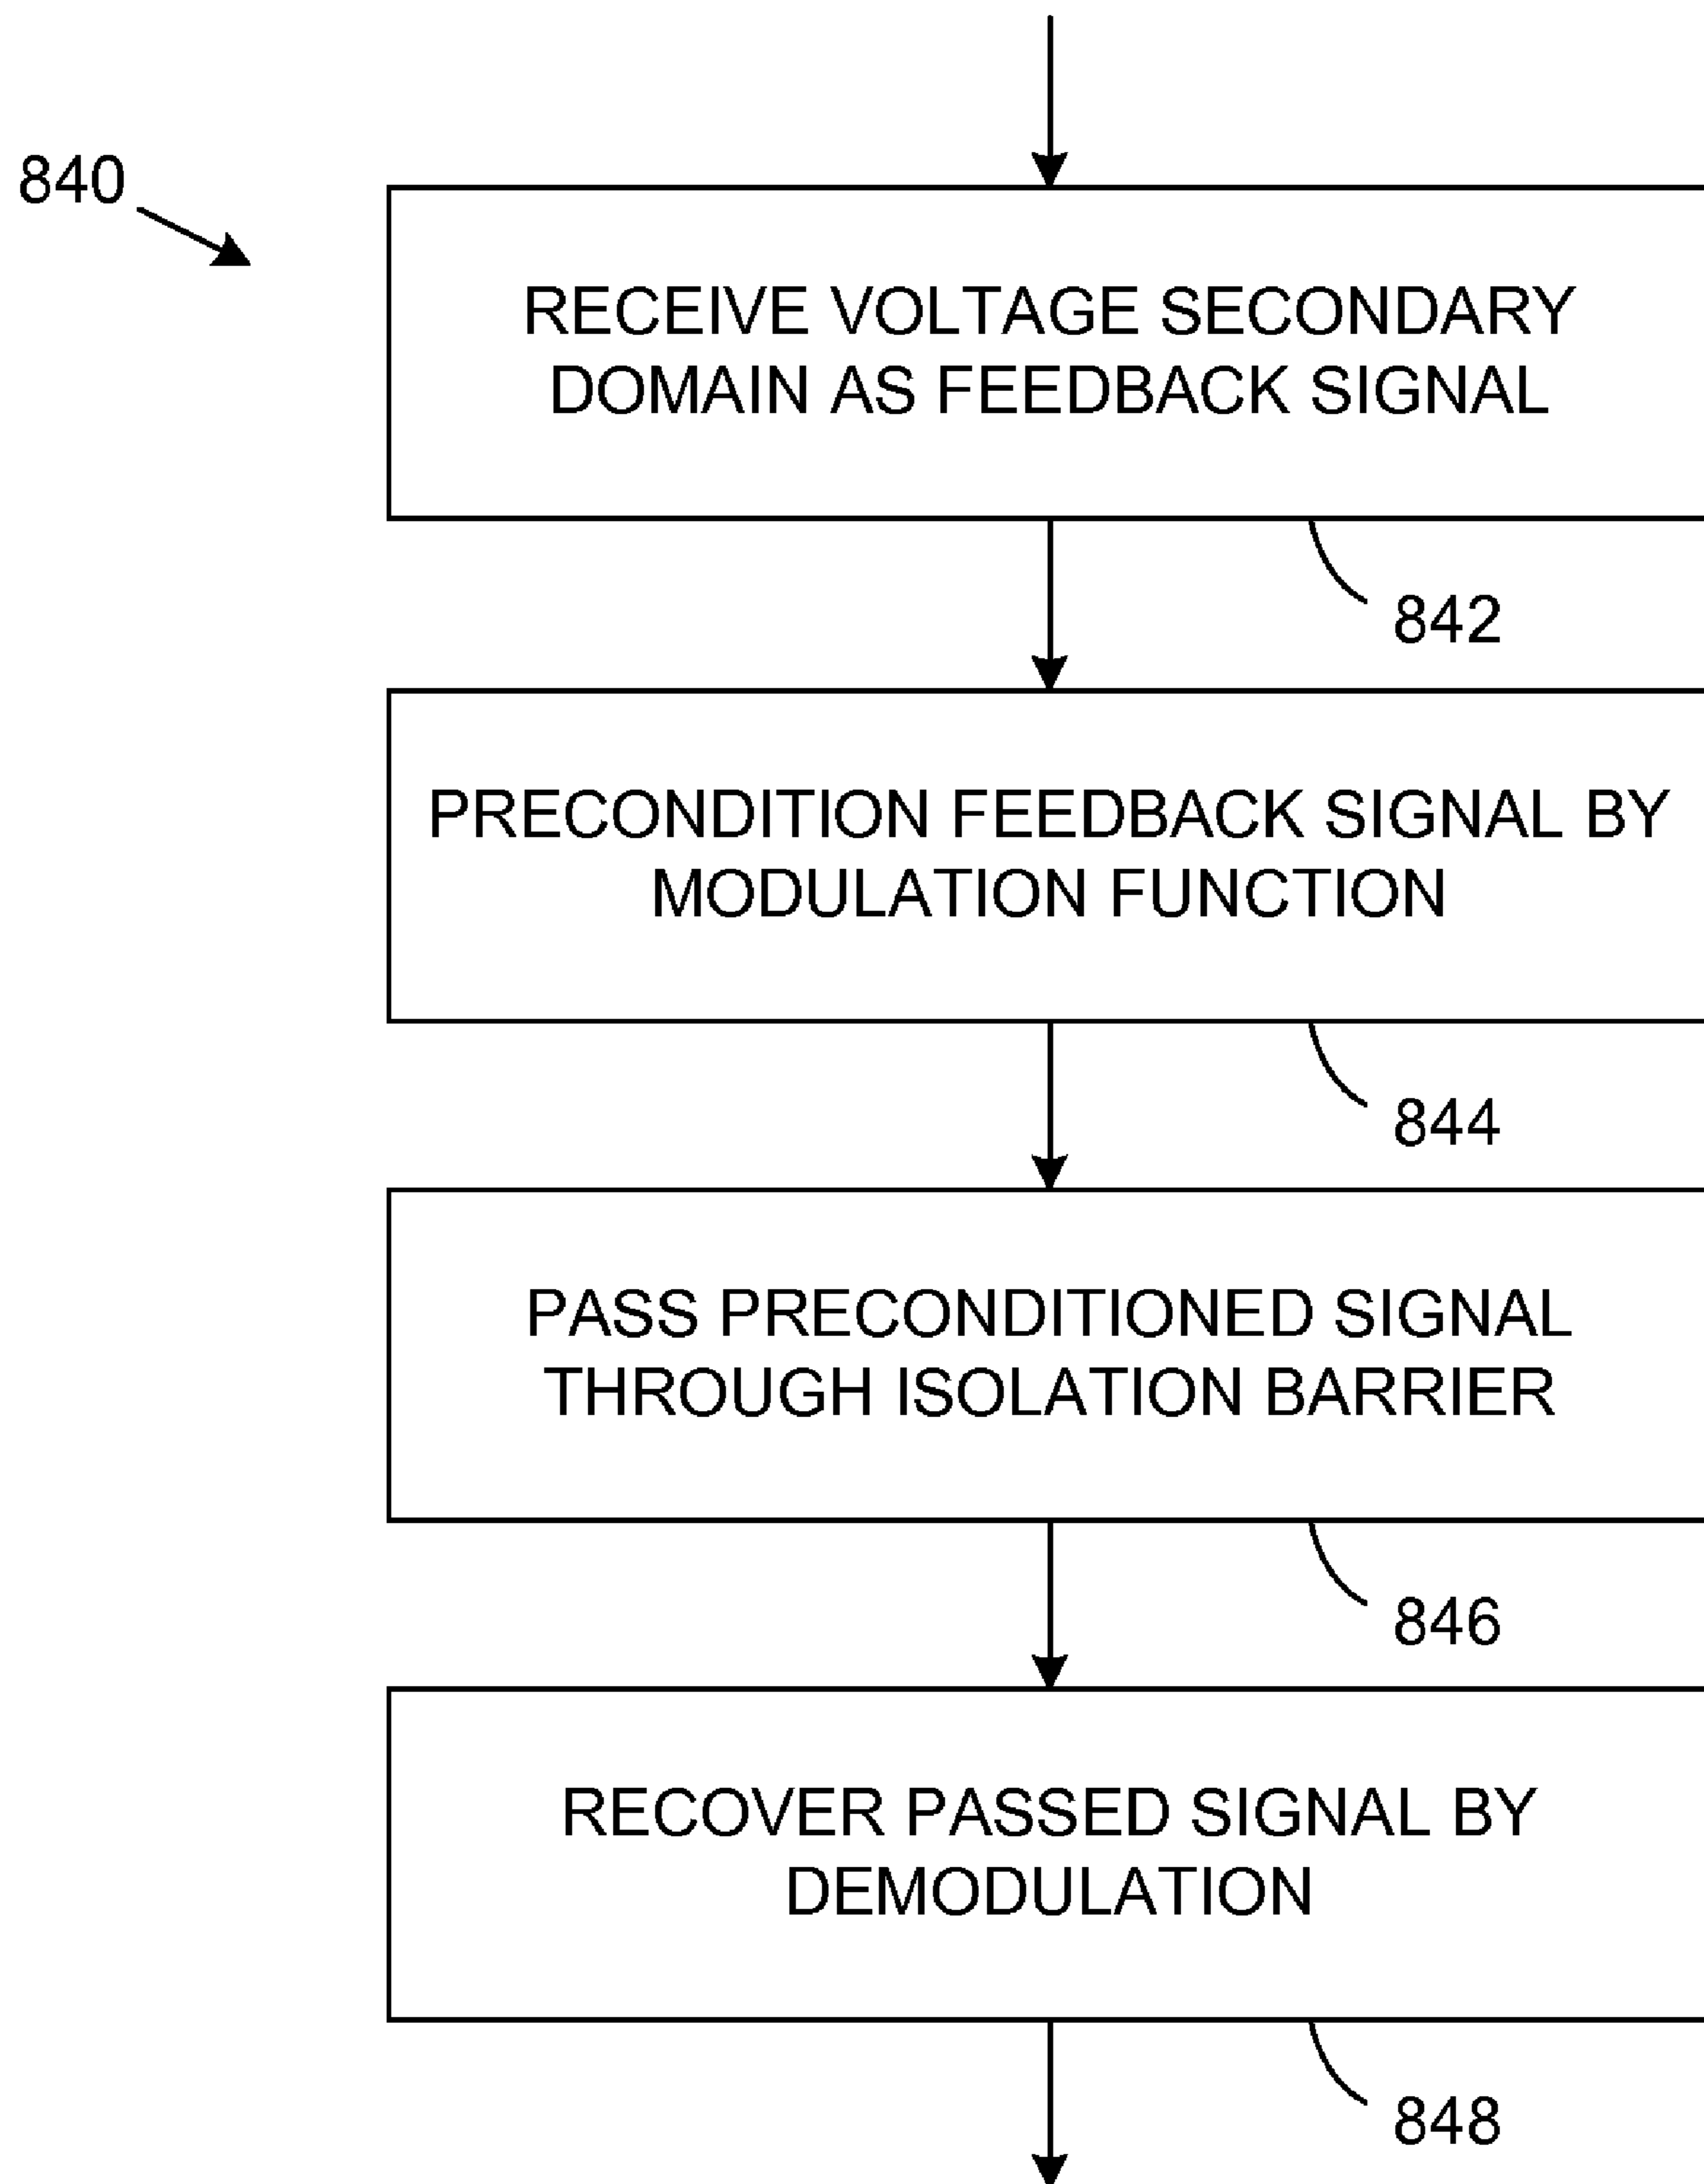 840
RECEIVE VOLTAGE SECONDARY
DOMAIN AS FEEDBACK SIGNAL
842
PRECONDITION FEEDBACK SIGNAL BY
MODULATION FUNCTION
844
PASS PRECONDITIONED SIGNAL
THROUGH ISOLATION BARRIER
846
RECOVER PASSED SIGNAL BY
DEMODULATION
848